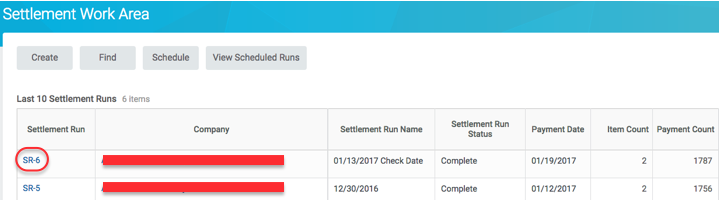 Settlement Work Area
Create Find Schedule View Scheduled Runs
Last 10 Settlement Runs 6 items
Settlement Run Company Settlement Run Name Settlement Run Status Payment Date Item Count Payment Count
SR-6 01/13/2017 Check Date Complete 01/19/2017 2 1787
SR-5 12/30/2016 Complete 01/12/2017 2 1756